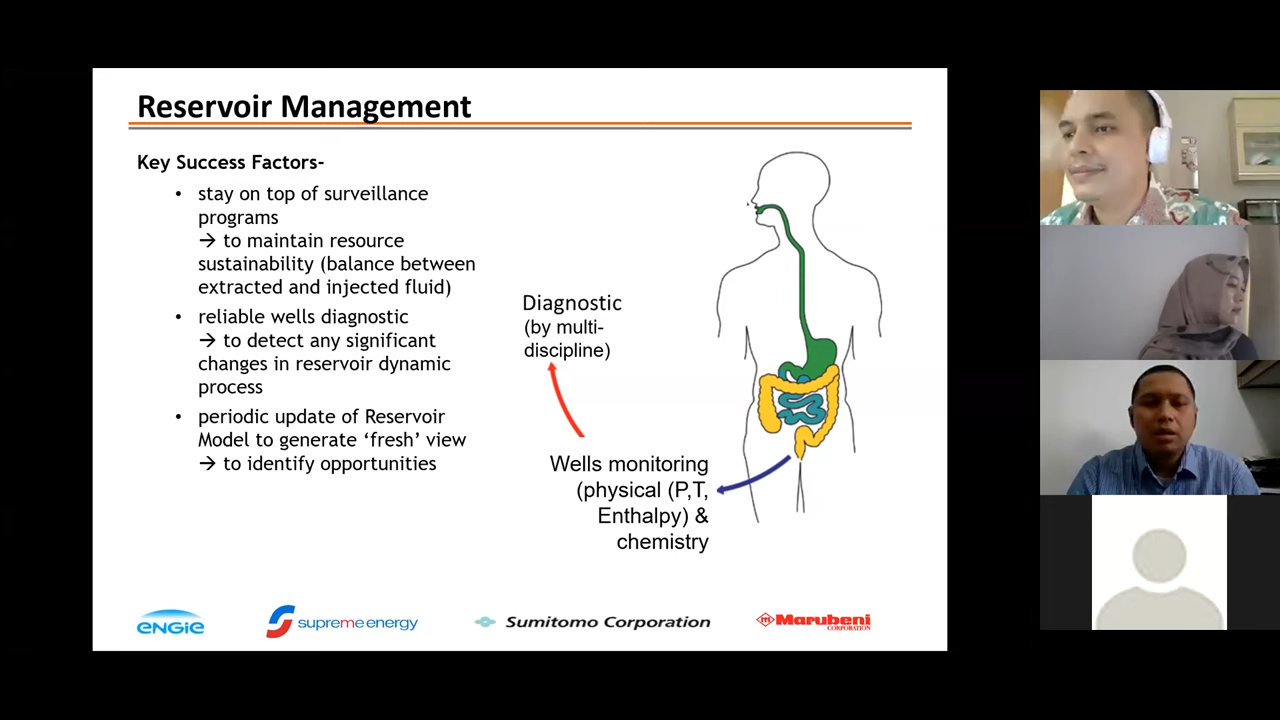 Reservoir Management
Key Success Factors-
• stay on top of surveillance
programs
→ to maintain resource
sustainability (balance between
extracted and injected fluid)
• reliable wells diagnostic
→ to detect any significant
changes in reservoir dynamic
process
• periodic update of Reservoir
Model to generate ‘fresh’ view
→ to identify opportunities
Diagnostic
(by multi-
discipline)
Wells monitoring
(physical (P,T,
Enthalpy) &
chemistry
ENGIE
supreme energy
Sumitomo Corporation
Marubeni
CORPORATION